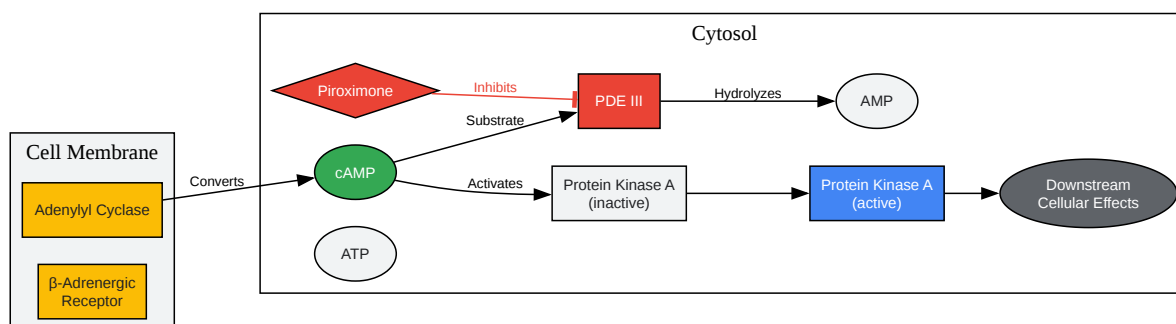 Cytosol
Piroximone
Inhibits
PDE III
Hydrolyzes
AMP
Substrate
Cell Membrane
Adenylyl Cyclase
Converts
cAMP
Activates
Protein Kinase A
(inactive)
Protein Kinase A
(active)
Downstream
Cellular Effects
ATP
β-Adrenergic
Receptor